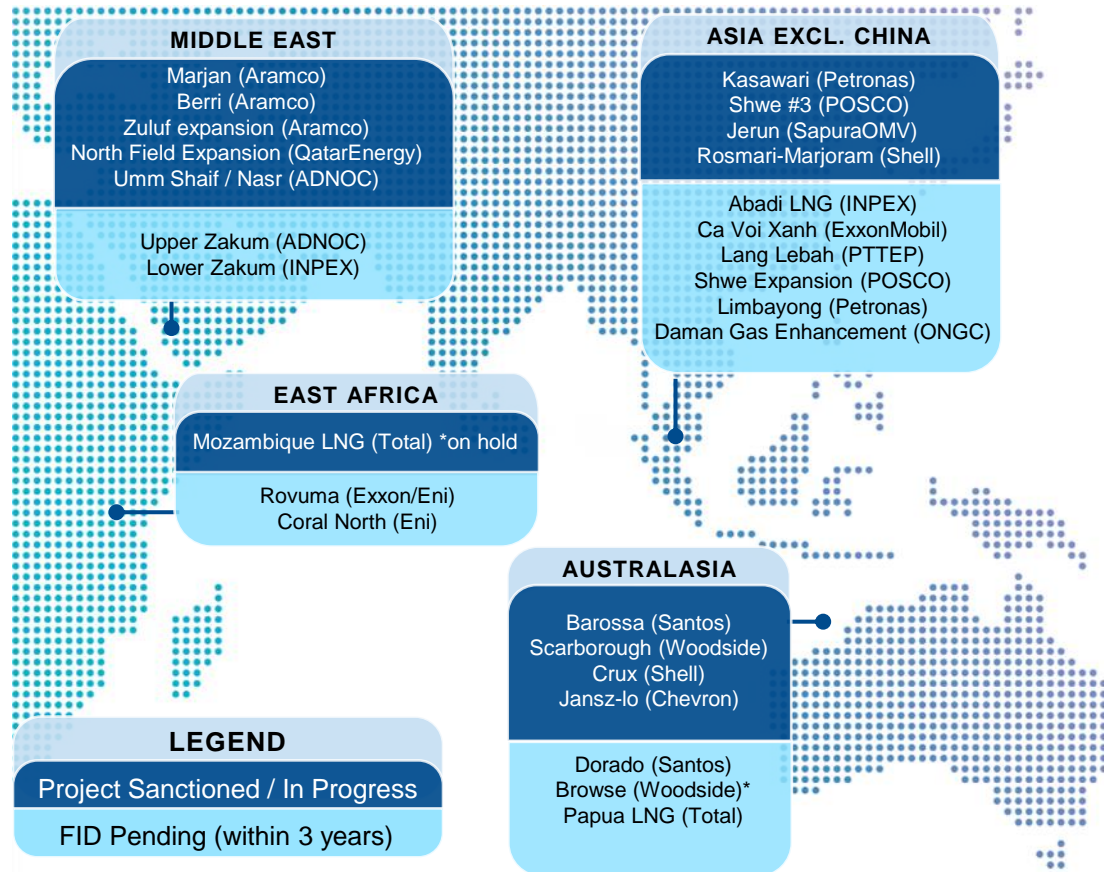 MIDDLE EAST
Marjan (Aramco)
Berri (Aramco)
Zuluf expansion (Aramco)
North Field Expansion (QatarEnergy)
Umm Shaif / Nasr (ADNOC)
Upper Zakum (ADNOC)
Lower Zakum (INPEX)
ASIA EXCL. CHINA
Kasawari (Petronas)
Shwe #3 (POSCO)
Jerun (SapuraOMV)
Rosmari-Marjoram (Shell)
Abadi LNG (INPEX)
Ca Voi Xanh (ExxonMobil)
Lang Lebah (PTTEP)
Shwe Expansion (POSCO)
Limbayong (Petronas)
Daman Gas Enhancement (ONGC)
EAST AFRICA
Mozambique LNG (Total) *on hold
Rovuma (Exxon/Eni)
Coral North (Eni)
AUSTRALASIA
Barossa (Santos)
Scarborough (Woodside)
Crux (Shell)
Jansz-lo (Chevron)
Dorado (Santos)
Browse (Woodside)*
Papua LNG (Total)
LEGEND
Project Sanctioned / In Progress
FID Pending (within 3 years)